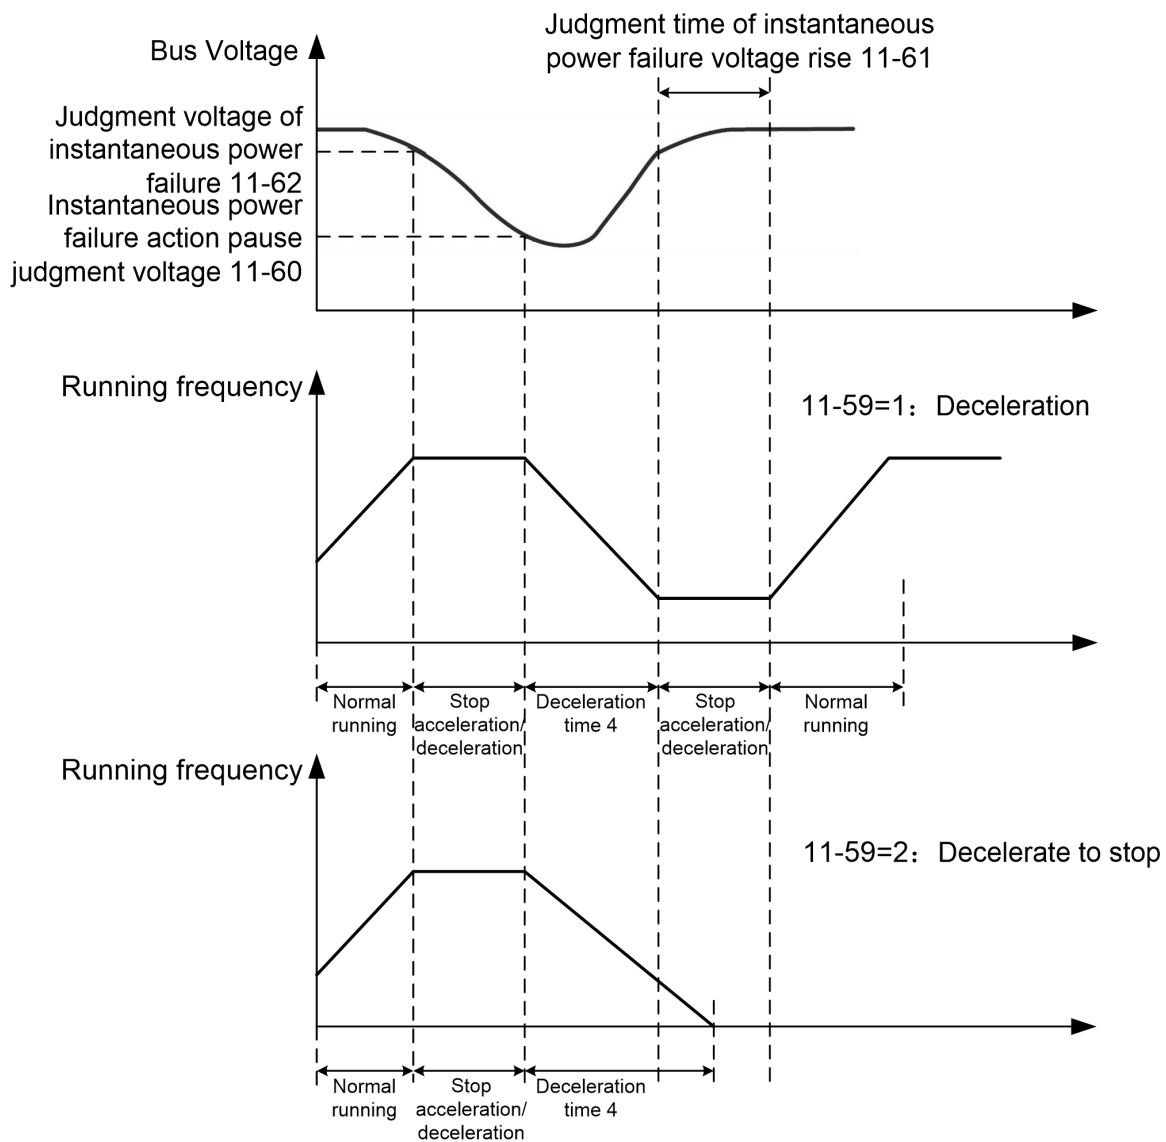 Judgment time of instantaneous
power failure voltage rise 11-61
Bus Voltage
Judgment voltage of
instantaneous power
failure 11-62
Instantaneous power
failure action pause
judgment voltage 11-60
Running frequency
11-59=1：Deceleration
Normal
running
Stop
acceleration/
deceleration
Deceleration
time 4
Stop
acceleration/
deceleration
Normal
running
Running frequency
11-59=2：Decelerate to stop
Normal
running
Stop
acceleration/
deceleration
Deceleration
time 4